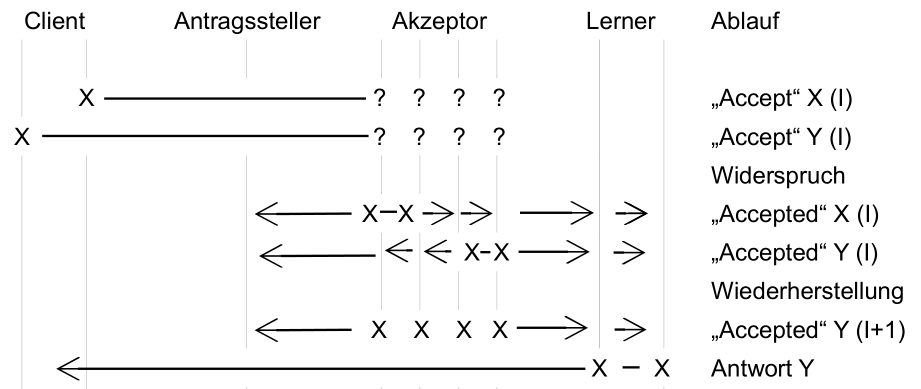 Client Antragssteller Akzeptor Lerner Ablauf
X ? ? ? ? „Accept“ X (I)
X ? ? ? ? „Accept“ Y (I)
Widerspruch
X X „Accepted“ X (I)
X X „Accepted“ Y (I)
Wiederherstellung
X X X X „Accepted“ Y (I+1)
X X Antwort Y